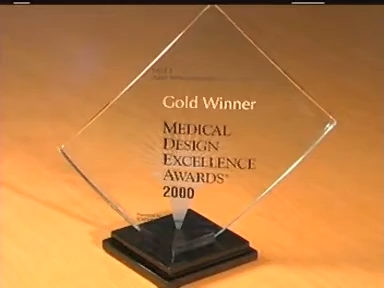 Gold Winner
MEDICAL
DESIGN
EXCELLENCE
AWARDS®
2000